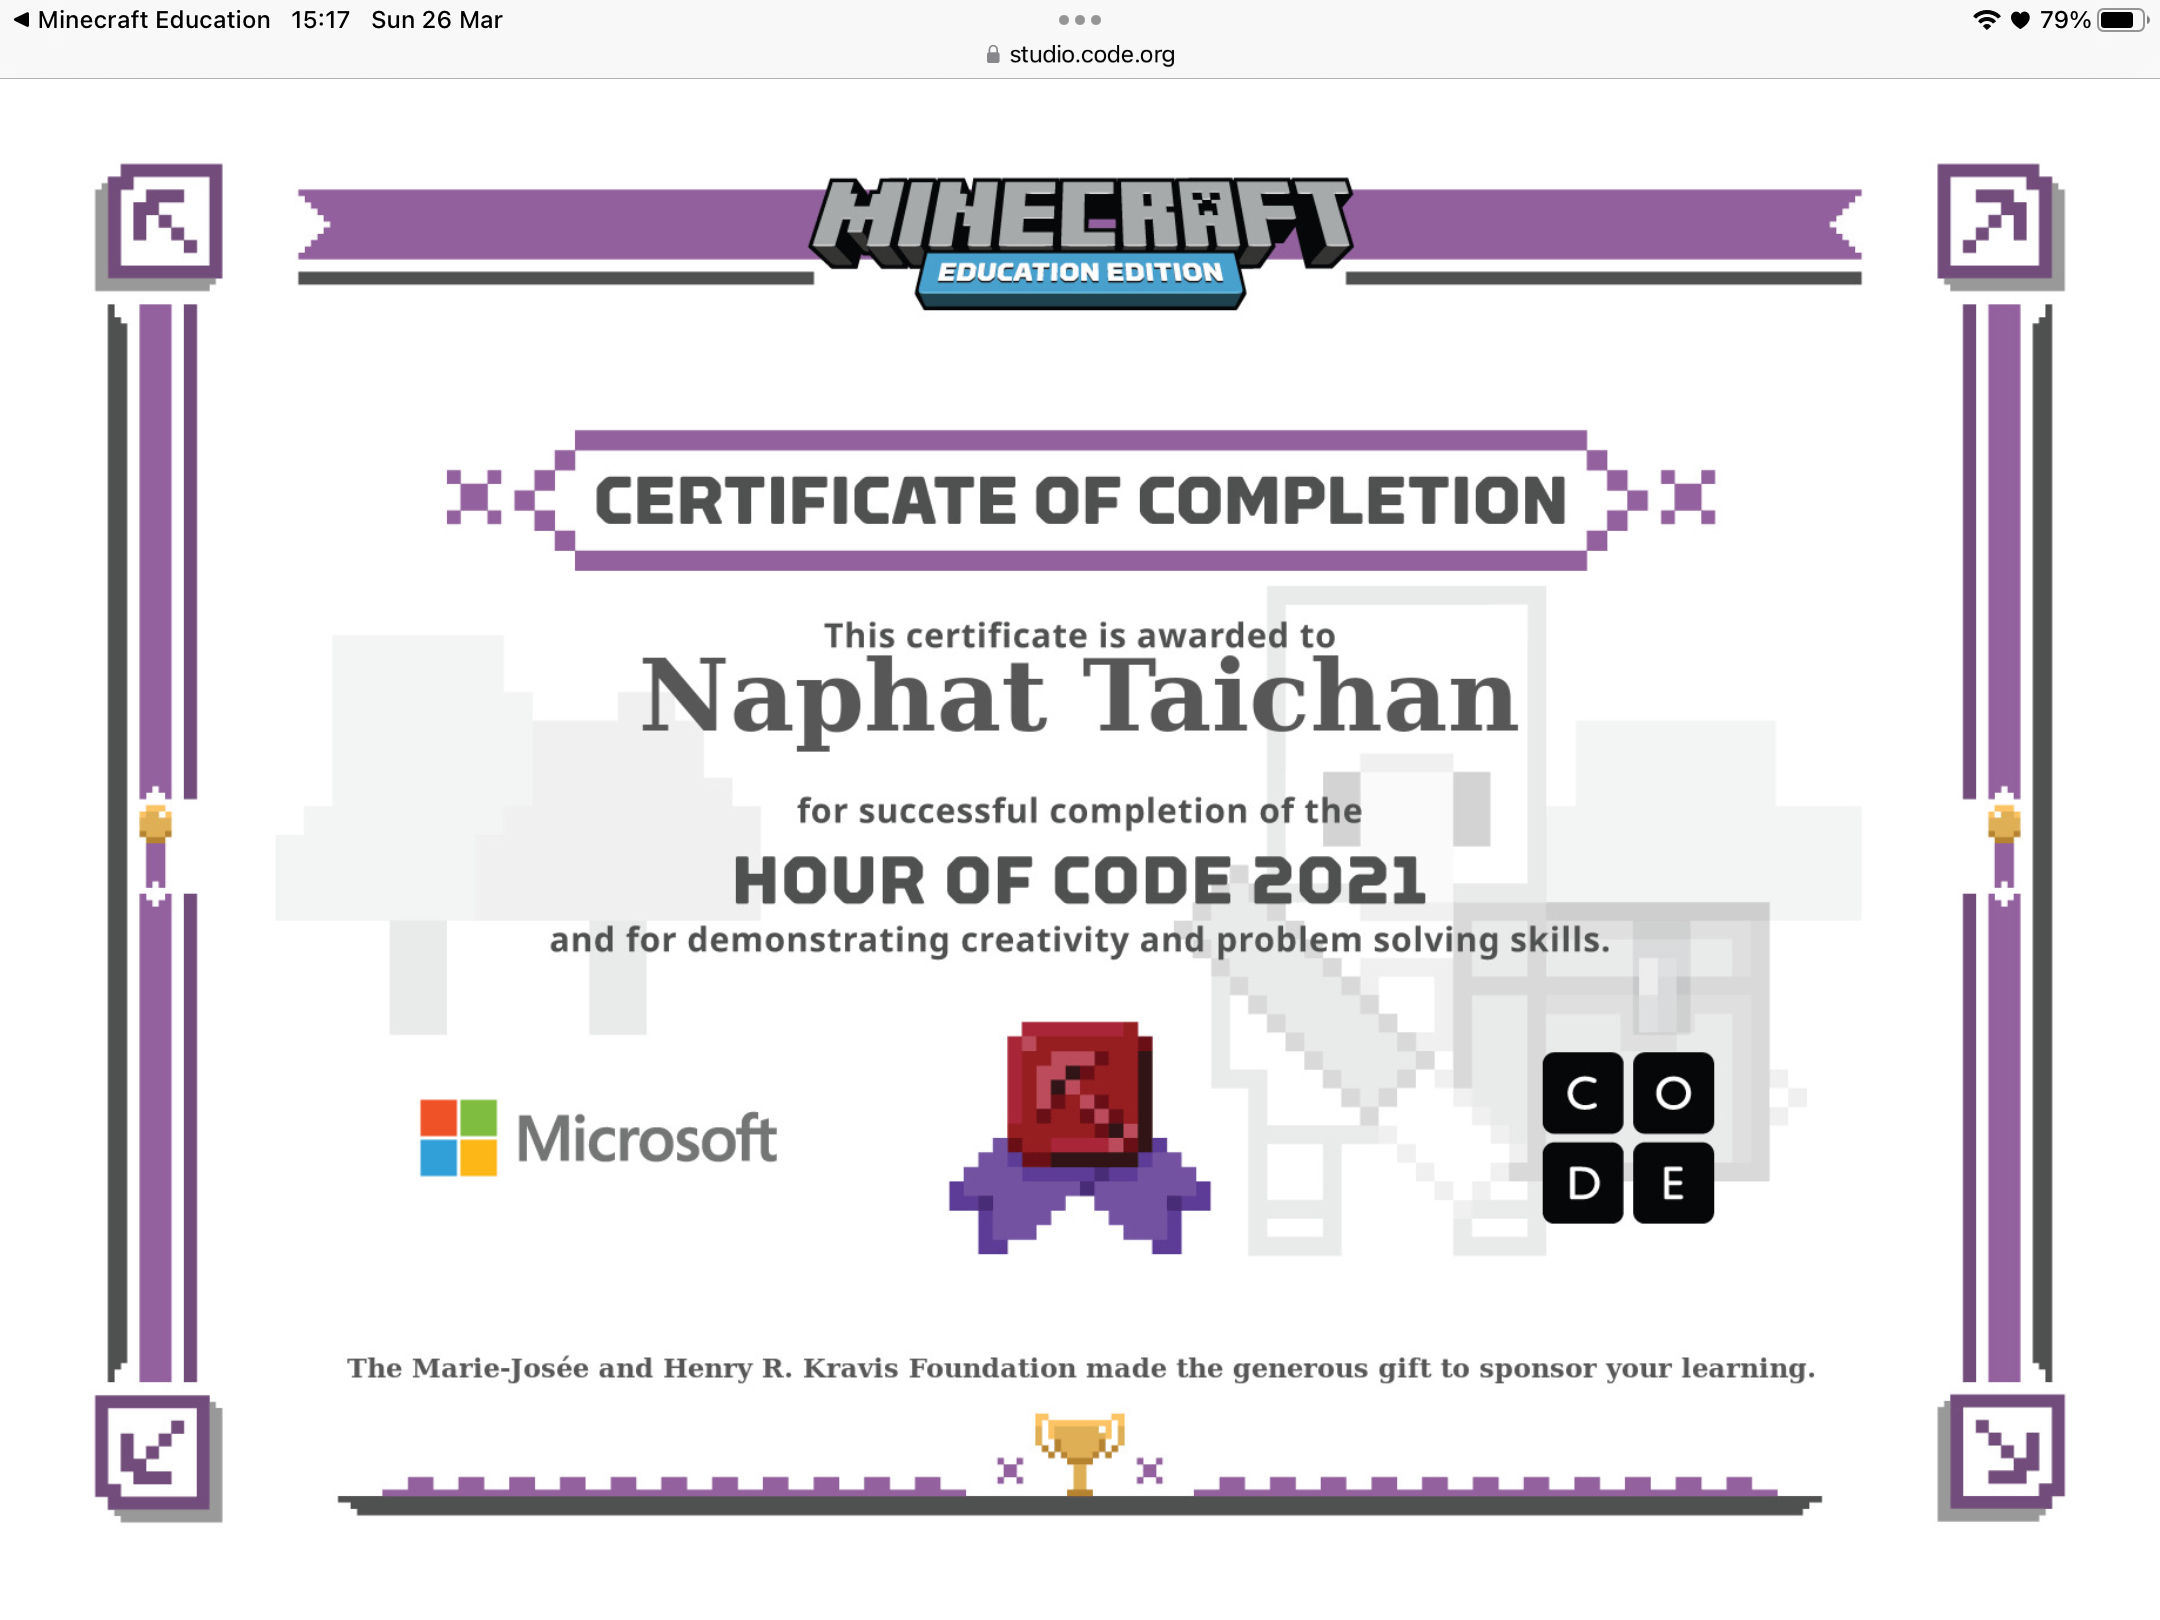 Minecraft Education 15:17 Sun 26 Mar
79%
studio.code.org
MINECRAFT
EDUCATION EDITION
CERTIFICATE OF COMPLETION
This certificate is awarded to
Naphat Taichan
for successful completion of the
HOUR OF CODE 2021
and for demonstrating creativity and problem solving skills.
Microsoft
C O
D E
The Marie-Josée and Henry R. Kravis Foundation made the generous gift to sponsor your learning.